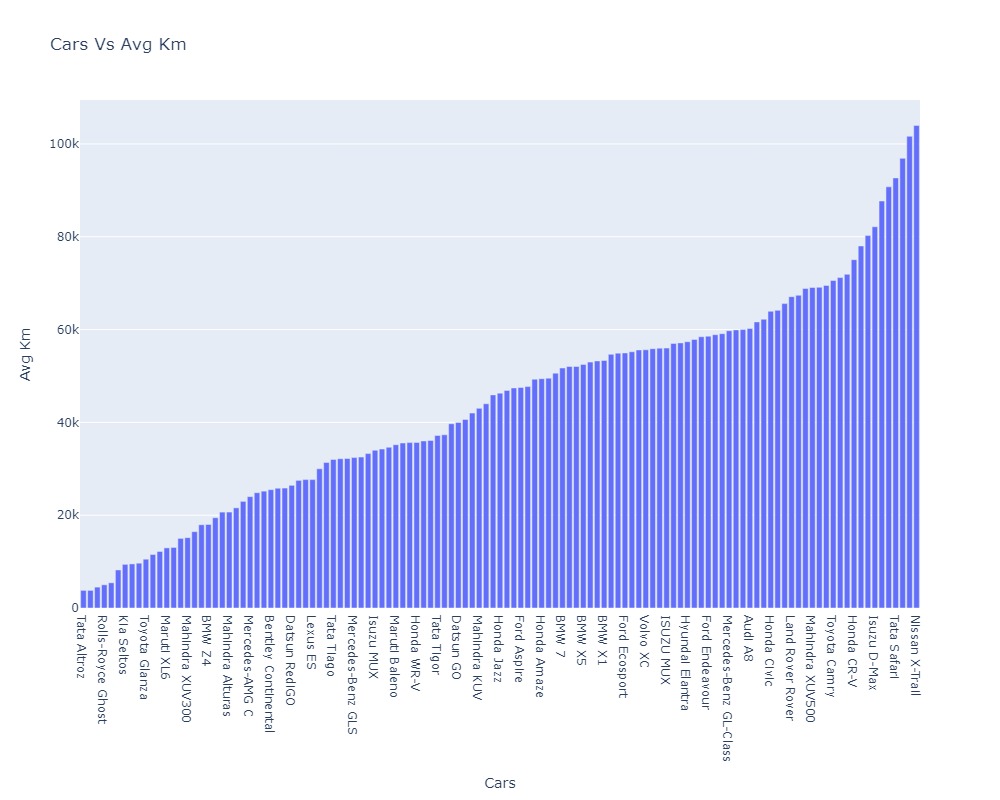 Cars Vs Avg Km
Avg Km
100k
80k
60k
40k
20k
0
Tata Altroz
Rolls-Royce Ghost
Kia Seltos
Toyota Glanza
Maruti XL6
Mahindra XUV300
BMW Z4
Mahindra Alturas
Mercedes-AMG C
Bentley Continental
Datsun RediGO
Lexus ES
Tata Tiago
Mercedes-Benz GLS
Isuzu MUX
Maruti Baleno
Honda WR-V
Tata Tigor
Datsun GO
Mahindra KUV
Honda Jazz
Ford Aspire
Honda Amaze
BMW 7
BMW X5
BMW X1
Ford Ecosport
Volvo XC
ISUZU MUX
Hyundai Elantra
Ford Endeavour
Mercedes-Benz GL-Class
Audi A8
Honda Civic
Land Rover Rover
Mahindra XUV500
Toyota Camry
Honda CR-V
Isuzu D-Max
Tata Safari
Nissan X-Trail
Cars